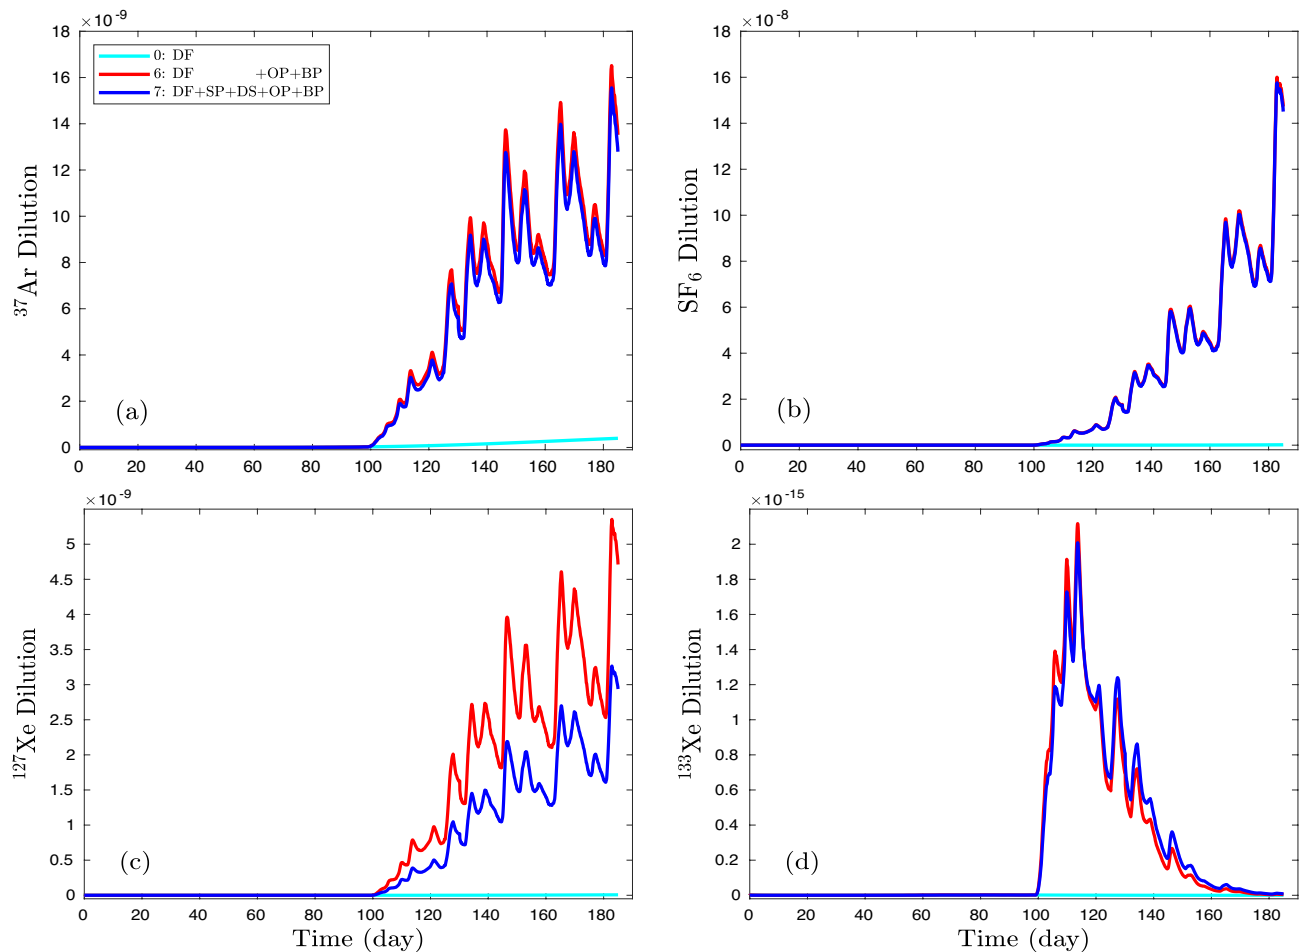 ×10⁻⁹
18
16
14
12
10
8
6
4
2
0
0 20 40 60 80 100 120 140 160 180
³⁷Ar Dilution
0: DF
6: DF +OP+BP
7: DF+SP+DS+OP+BP
(a)
×10⁻⁸
18
16
14
12
10
8
6
4
2
0
0 20 40 60 80 100 120 140 160 180
SF₆ Dilution
(b)
×10⁻⁹
5
4.5
4
3.5
3
2.5
2
1.5
1
0.5
0
0 20 40 60 80 100 120 140 160 180
¹²⁷Xe Dilution
(c)
Time (day)
×10⁻¹⁵
2
1.8
1.6
1.4
1.2
1
0.8
0.6
0.4
0.2
0
0 20 40 60 80 100 120 140 160 180
¹³³Xe Dilution
(d)
Time (day)